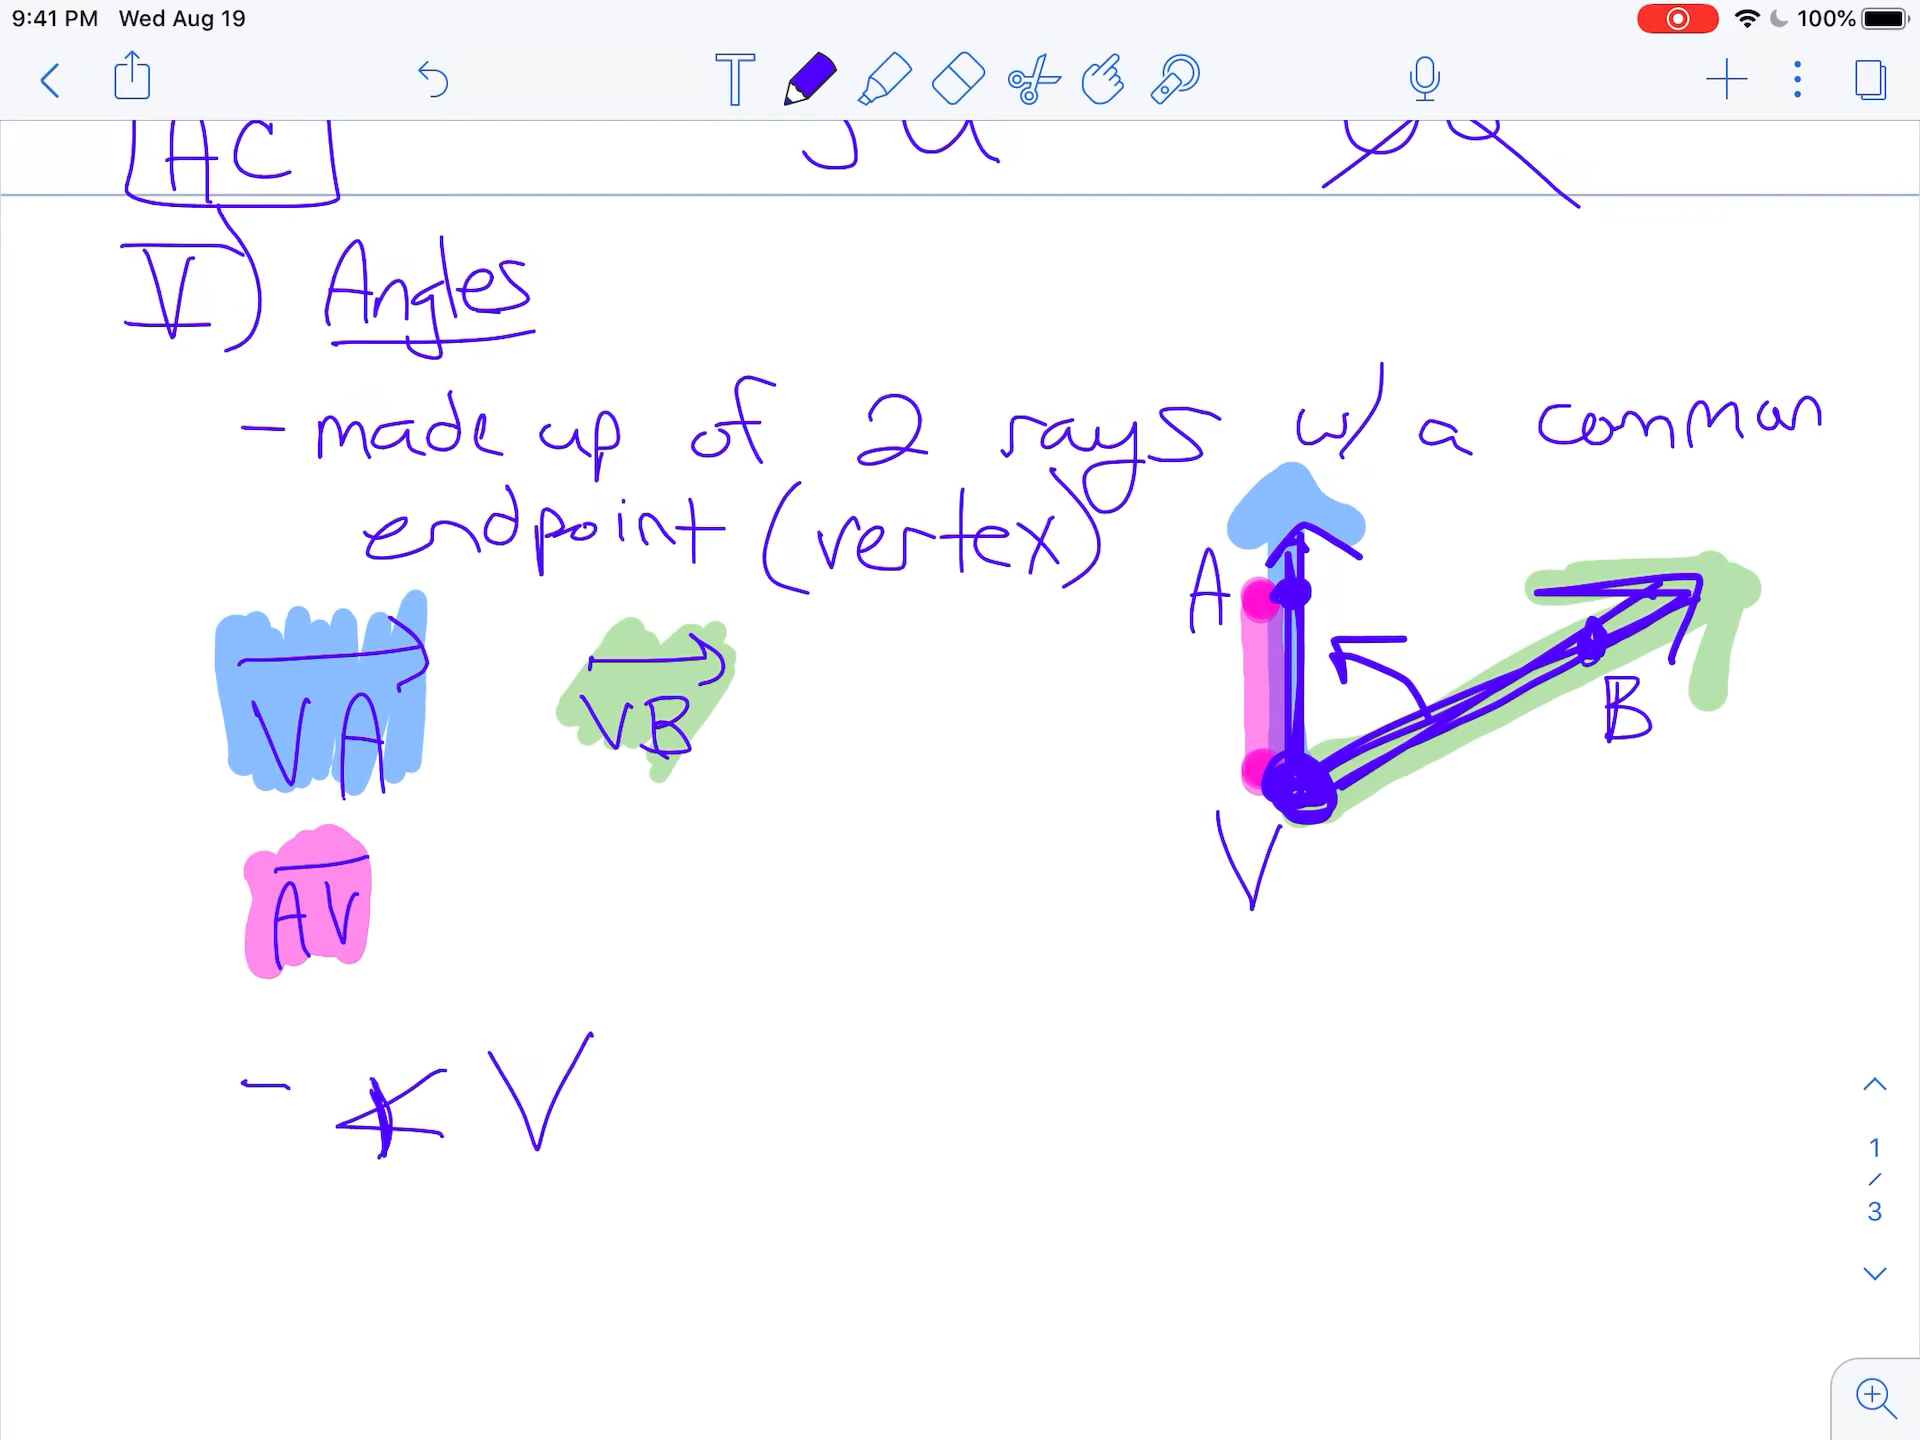 9:41 PM Wed Aug 19
100%
AC
V) Angles
- made up of 2 rays w/ a common
endpoint (vertex)
A
B
V
VA VB
AV
- ∡ V
1
/
3